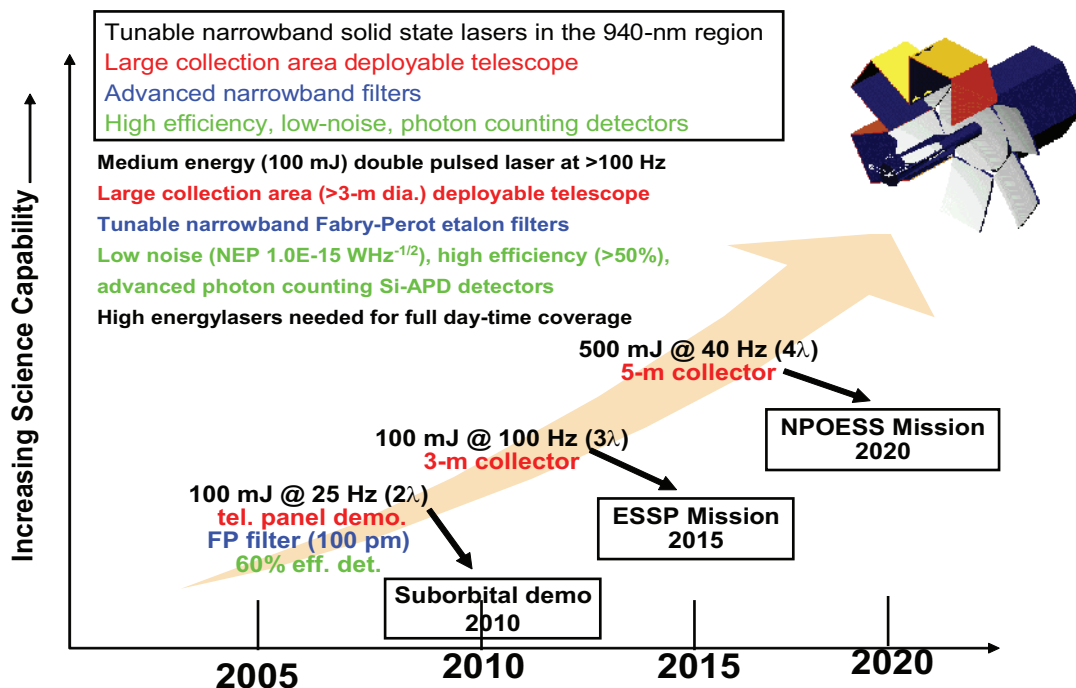 Tunable narrowband solid state lasers in the 940-nm region
Large collection area deployable telescope
Advanced narrowband filters
High efficiency, low-noise, photon counting detectors
Medium energy (100 mJ) double pulsed laser at >100 Hz
Large collection area (>3-m dia.) deployable telescope
Tunable narrowband Fabry-Perot etalon filters
Low noise (NEP 1.0E-15 WHz-1/2), high efficiency (>50%),
advanced photon counting Si-APD detectors
High energylasers needed for full day-time coverage
Increasing Science Capability
500 mJ @ 40 Hz (4λ)
5-m collector
NPOESS Mission
2020
100 mJ @ 100 Hz (3λ)
3-m collector
ESSP Mission
2015
100 mJ @ 25 Hz (2λ)
tel. panel demo.
FP filter (100 pm)
60% eff. det.
Suborbital demo
2010
2005
2010
2015
2020